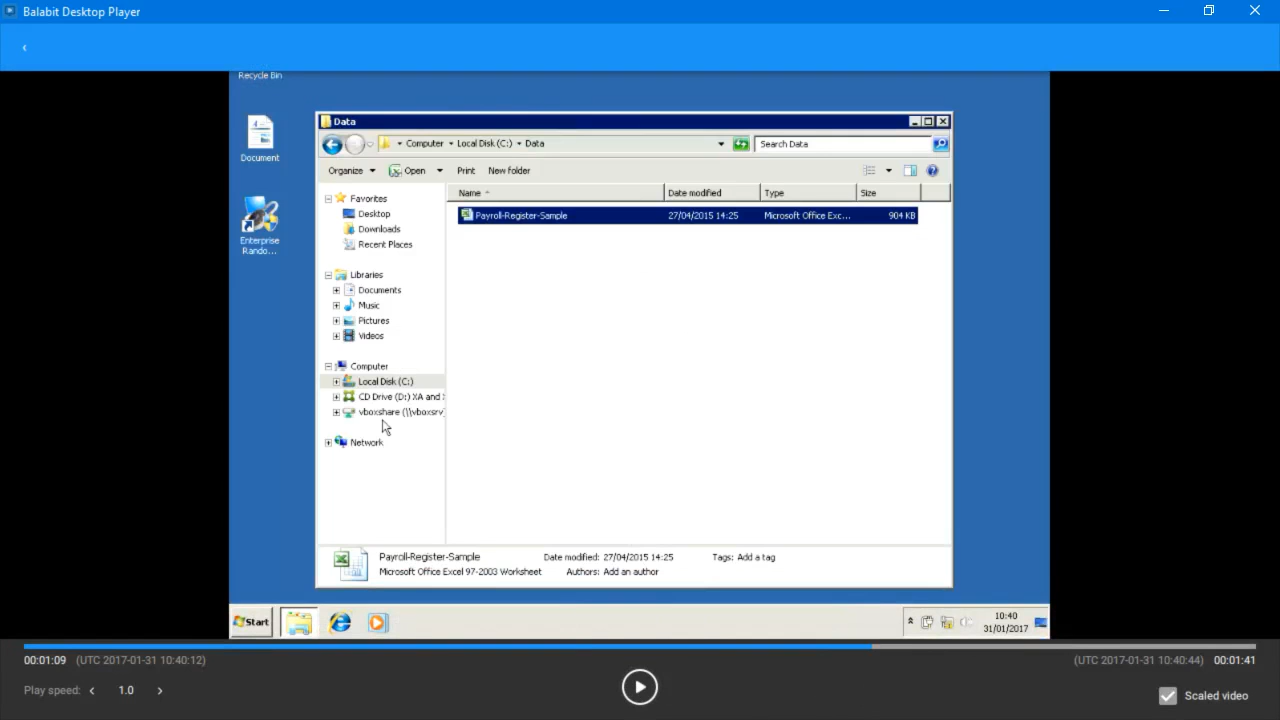 Balabit Desktop Player
Recycle Bin
Document
Enterprise
Rando...
Data
Computer Local Disk (C:) Data
Search Data
Organize Open Print New folder
Name Date modified Type Size
Payroll-Register-Sample 27/04/2015 14:25 Microsoft Office Exc... 904 KB
Favorites
Desktop
Downloads
Recent Places
Libraries
Documents
Music
Pictures
Videos
Computer
Local Disk (C:)
CD Drive (D:) XA and
vboxshare (\\vboxsrv)
Network
Payroll-Register-Sample Date modified: 27/04/2015 14:25 Tags: Add a tag
Microsoft Office Excel 97-2003 Worksheet Authors: Add an author
Start
10:40
31/01/2017
00:01:09 (UTC 2017-01-31 10:40:12) (UTC 2017-01-31 10:40:44) 00:01:41
Play speed: 1.0
Scaled video